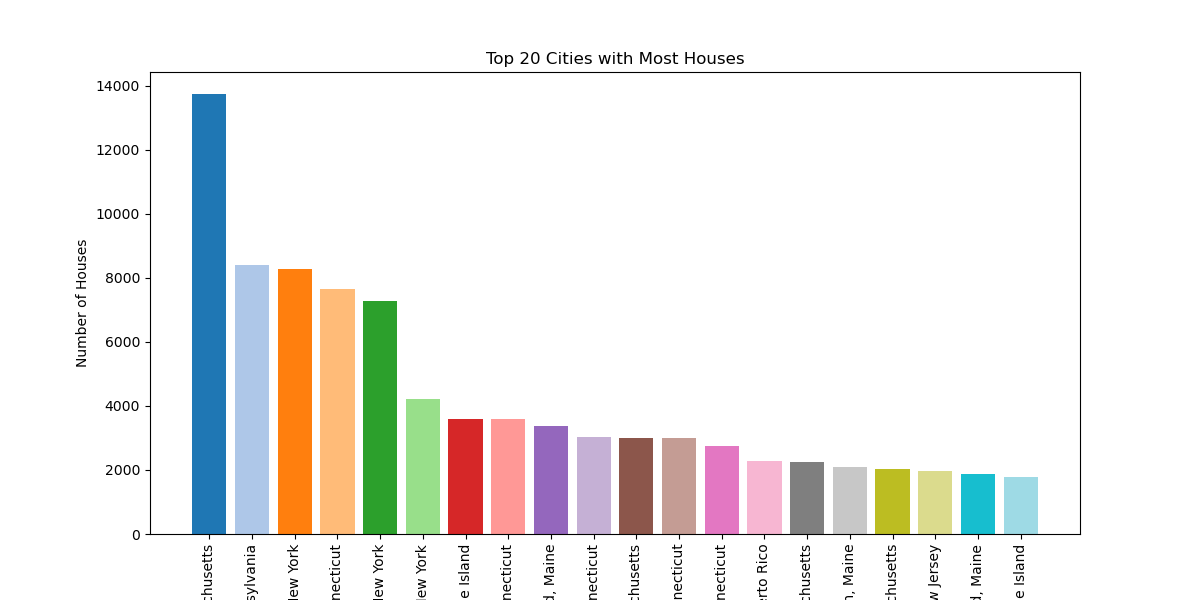 Top 20 Cities with Most Houses
Number of Houses
14000
12000
10000
8000
6000
4000
2000
0
chusetts
sylvania
New York
necticut
New York
New York
e Island
necticut
d, Maine
necticut
chusetts
necticut
necticut
erto Rico
chusetts
n, Maine
chusetts
w Jersey
d, Maine
e Island